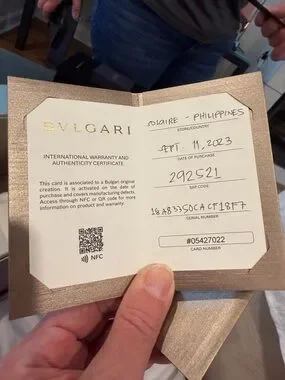 BVLGARI
INTERNATIONAL WARRANTY AND
AUTHENTICITY CERTIFICATE
This card is associated to a Bulgari original
creation. It is activated on the date of
purchase and covers manufacturing defects.
Access through NFC or QR code for more
information on product and warranty.
NFC
SOLAIRE - PHILIPPINES
STORE/COUNTRY
SEPT. 11, 2023
DATE OF PURCHASE
292521
SAP CODE
SERIAL NUMBER
#05427022
CARD NUMBER